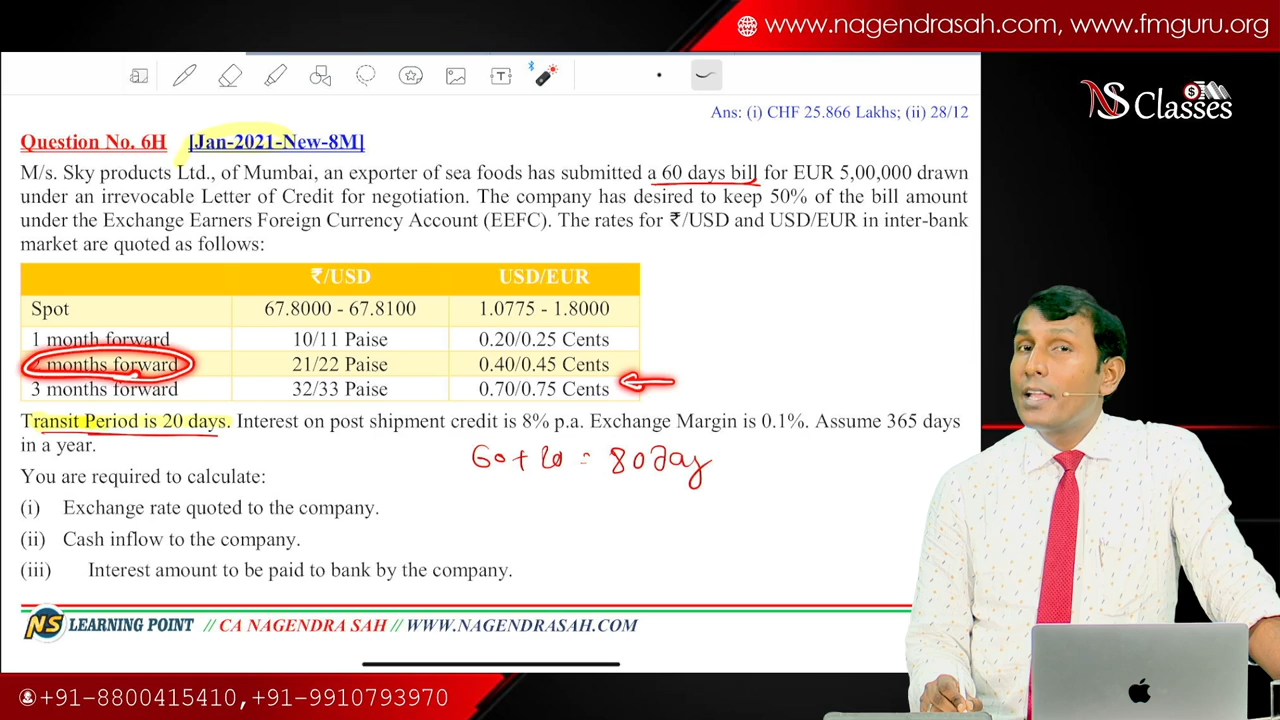 www.nagendrasah.com, www.fmguru.org
NS Classes
Ans: (i) CHF 25.866 Lakhs; (ii) 28/12
Question No. 6H [Jan-2021-New-8M]
M/s. Sky products Ltd., of Mumbai, an exporter of sea foods has submitted a 60 days bill for EUR 5,00,000 drawn
under an irrevocable Letter of Credit for negotiation. The company has desired to keep 50% of the bill amount
under the Exchange Earners Foreign Currency Account (EEFC). The rates for ₹/USD and USD/EUR in inter-bank
market are quoted as follows:
₹/USD USD/EUR
Spot 67.8000 - 67.8100 1.0775 - 1.8000
1 month forward 10/11 Paise 0.20/0.25 Cents
months forward 21/22 Paise 0.40/0.45 Cents
3 months forward 32/33 Paise 0.70/0.75 Cents
Transit Period is 20 days. Interest on post shipment credit is 8% p.a. Exchange Margin is 0.1%. Assume 365 days
in a year.
60+20 = 80 day
You are required to calculate:
(i) Exchange rate quoted to the company.
(ii) Cash inflow to the company.
(iii) Interest amount to be paid to bank by the company.
NS LEARNING POINT // CA NAGENDRA SAH // WWW.NAGENDRASAH.COM
+91-8800415410,+91-9910793970